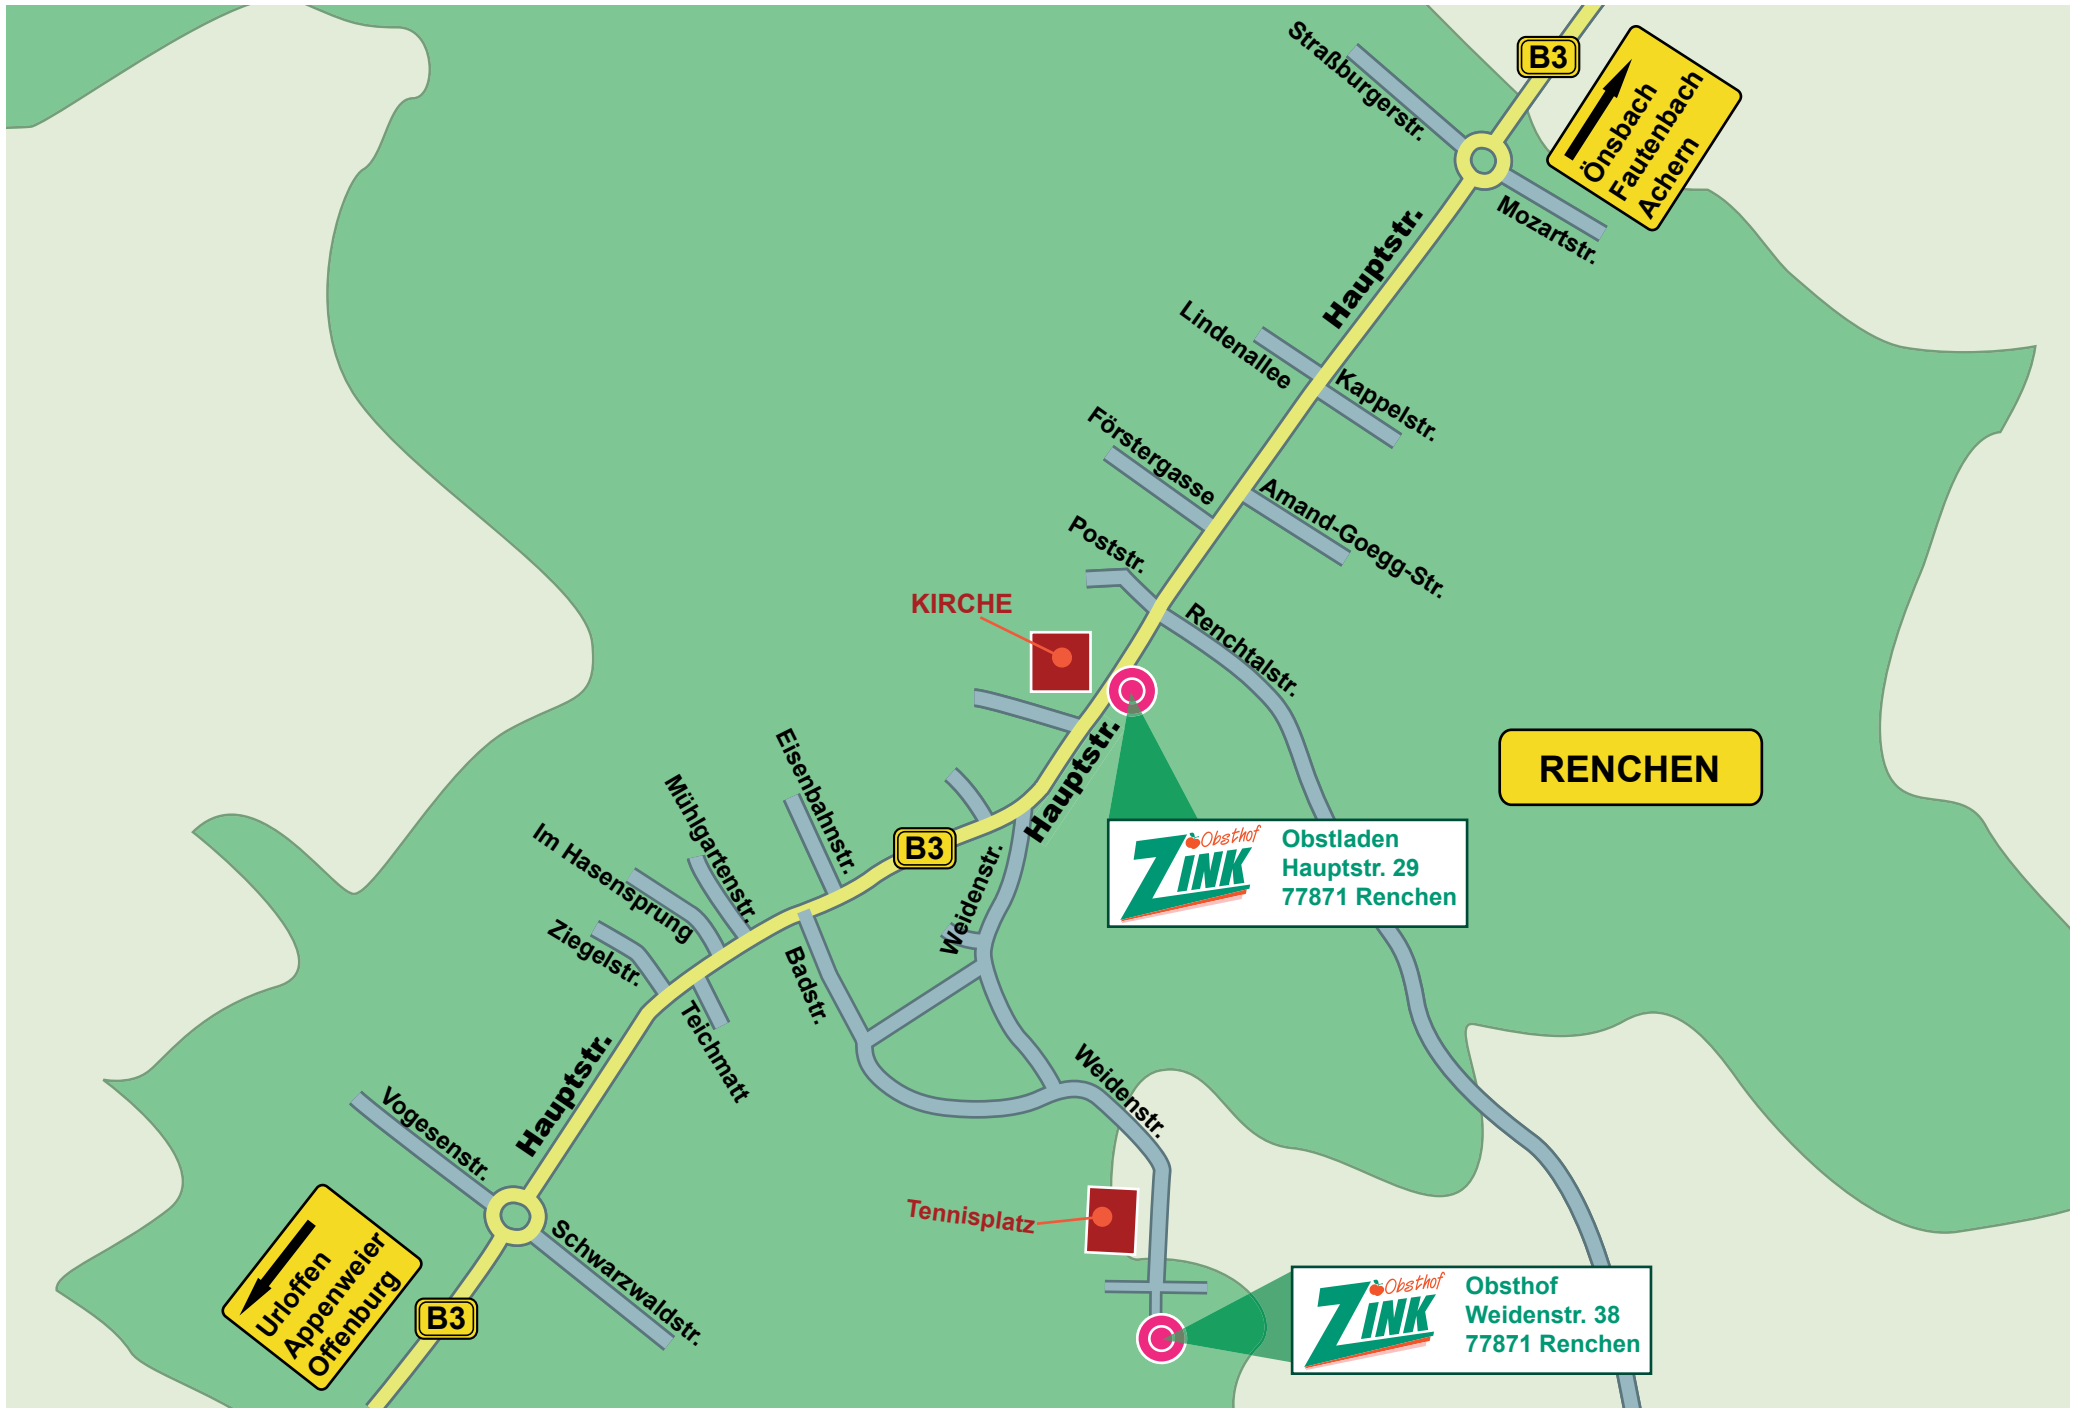 Straßburgerstr.
B3
Önsbach
Fautenbach
Achern
Mozartstr.
Hauptstr.
Lindenallee
Kappelstr.
Förstergasse
Amand-Goegg-Str.
Poststr.
KIRCHE
Renchtalstr.
Hauptstr.
RENCHEN
Eisenbahnstr.
Mühlgartenstr.
Im Hasensprung
Ziegelstr.
B3
Weidenstr.
Obsthof
ZINK
Obstladen
Hauptstr. 29
77871 Renchen
Badstr.
Teichmatt
Hauptstr.
Weidenstr.
Vogesenstr.
Tennisplatz
Schwarzwaldstr.
Urloffen
Appenweier
Offenburg
B3
Obsthof
ZINK
Obsthof
Weidenstr. 38
77871 Renchen